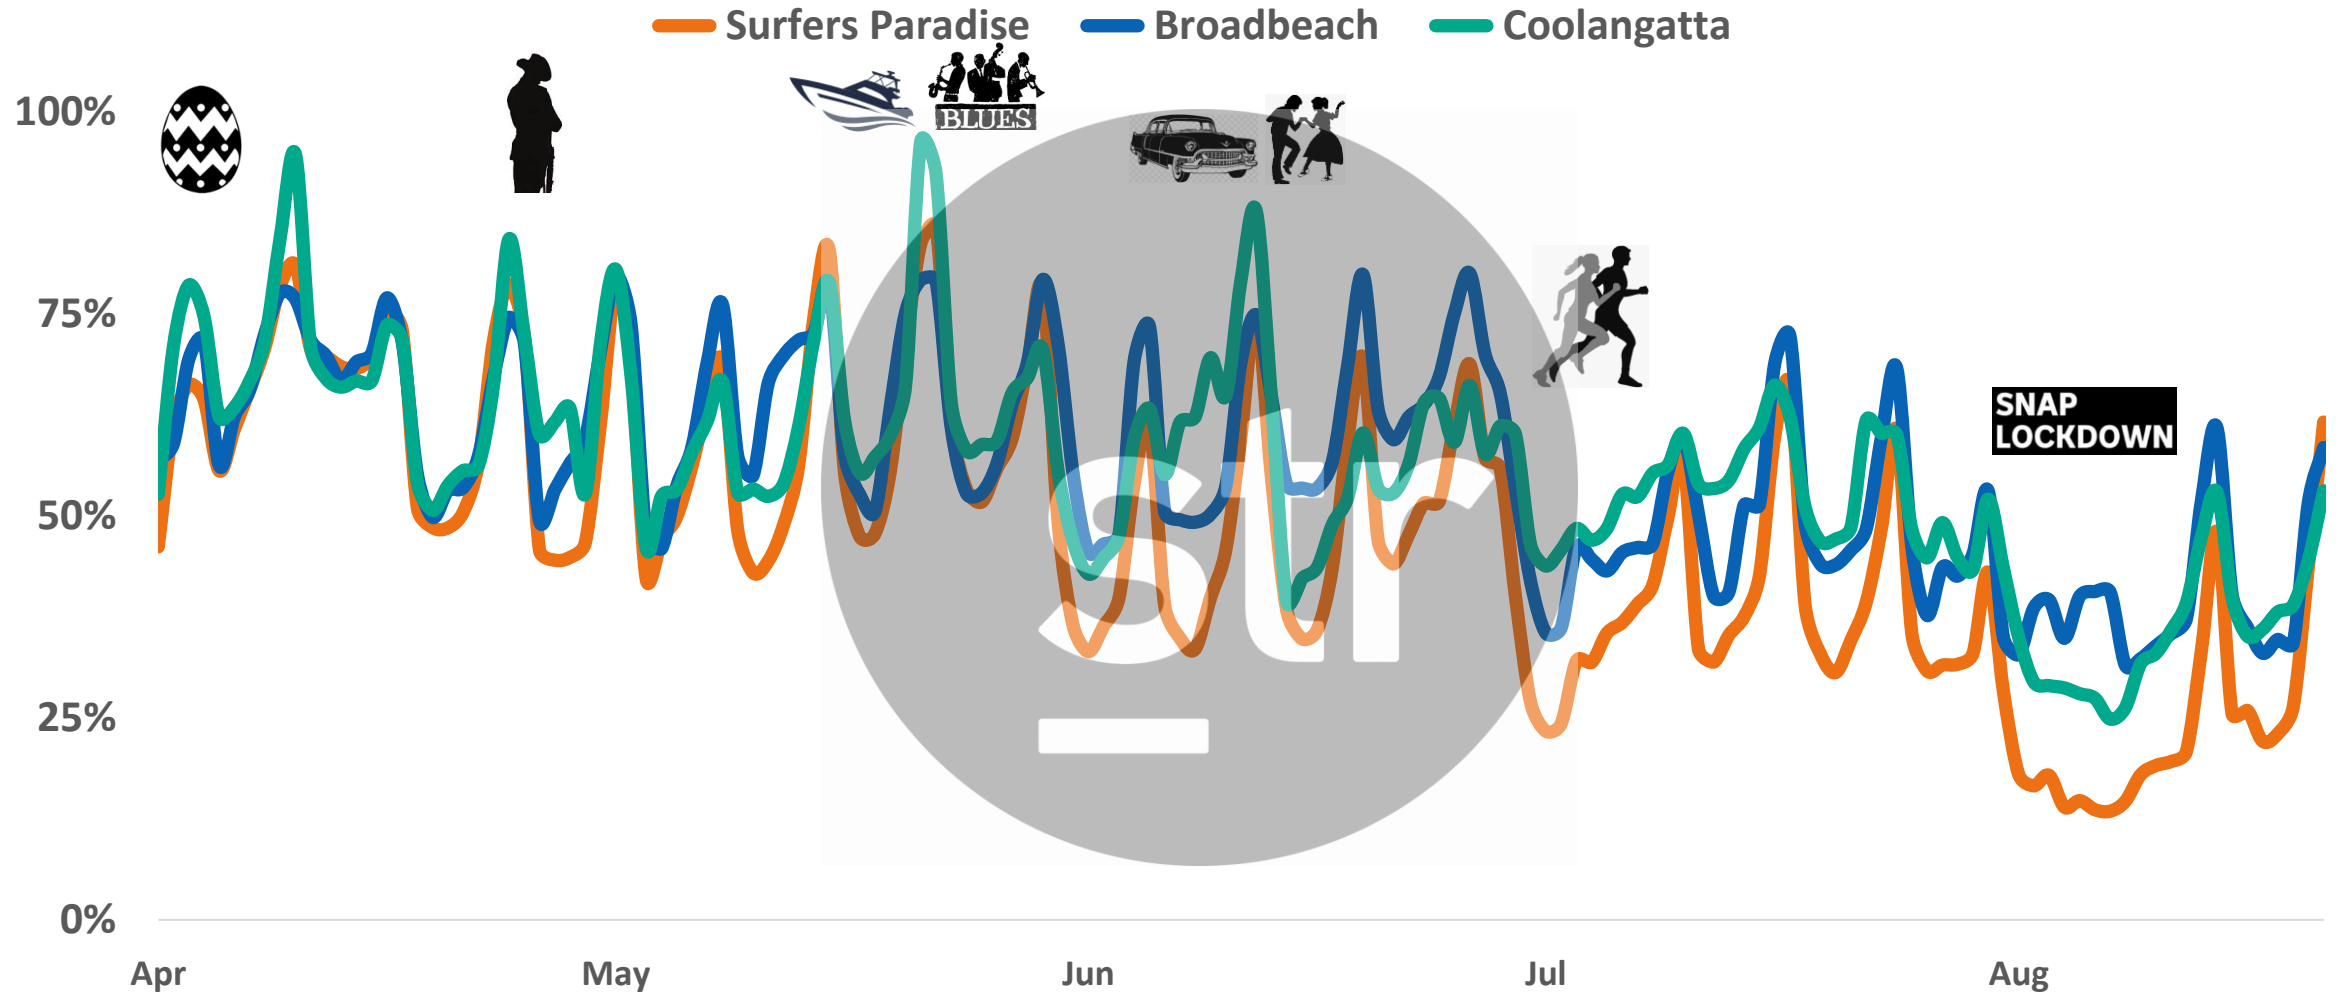 Surfers Paradise Broadbeach Coolangatta
BLUES
100%
75%
SNAP
LOCKDOWN
50%
str
25%
0%
Apr May Jun Jul Aug